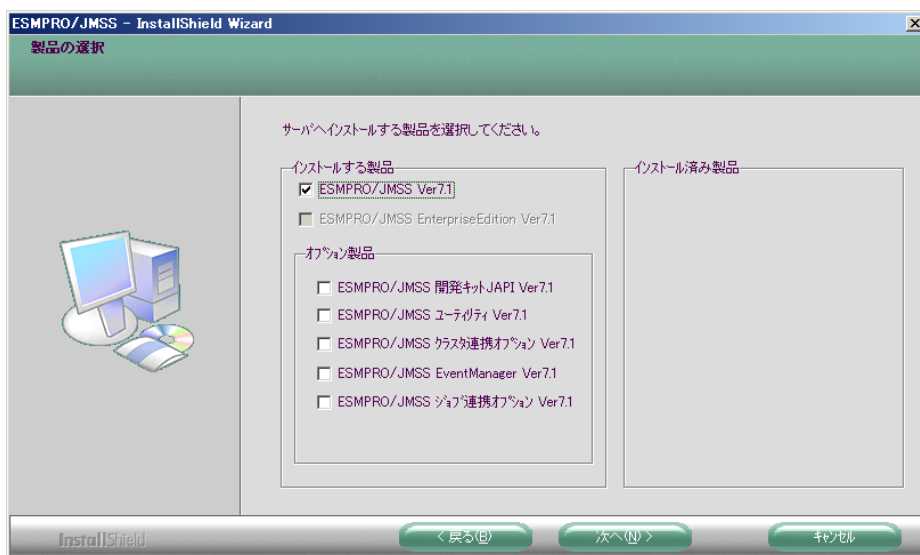 ESMPRO/JMSS - InstallShield Wizard
製品の選択
サーバへインストールする製品を選択してください。
インストールする製品
ESMPRO/JMSS Ver7.1
ESMPRO/JMSS EnterpriseEdition Ver7.1
オプション製品
ESMPRO/JMSS 開発キットJAPI Ver7.1
ESMPRO/JMSS ユーティリティ Ver7.1
ESMPRO/JMSS クラスタ連携オプション Ver7.1
ESMPRO/JMSS EventManager Ver7.1
ESMPRO/JMSS ジョブ連携オプション Ver7.1
インストール済み製品
InstallShield
< 戻る(B)
次へ(N) >
キャンセル